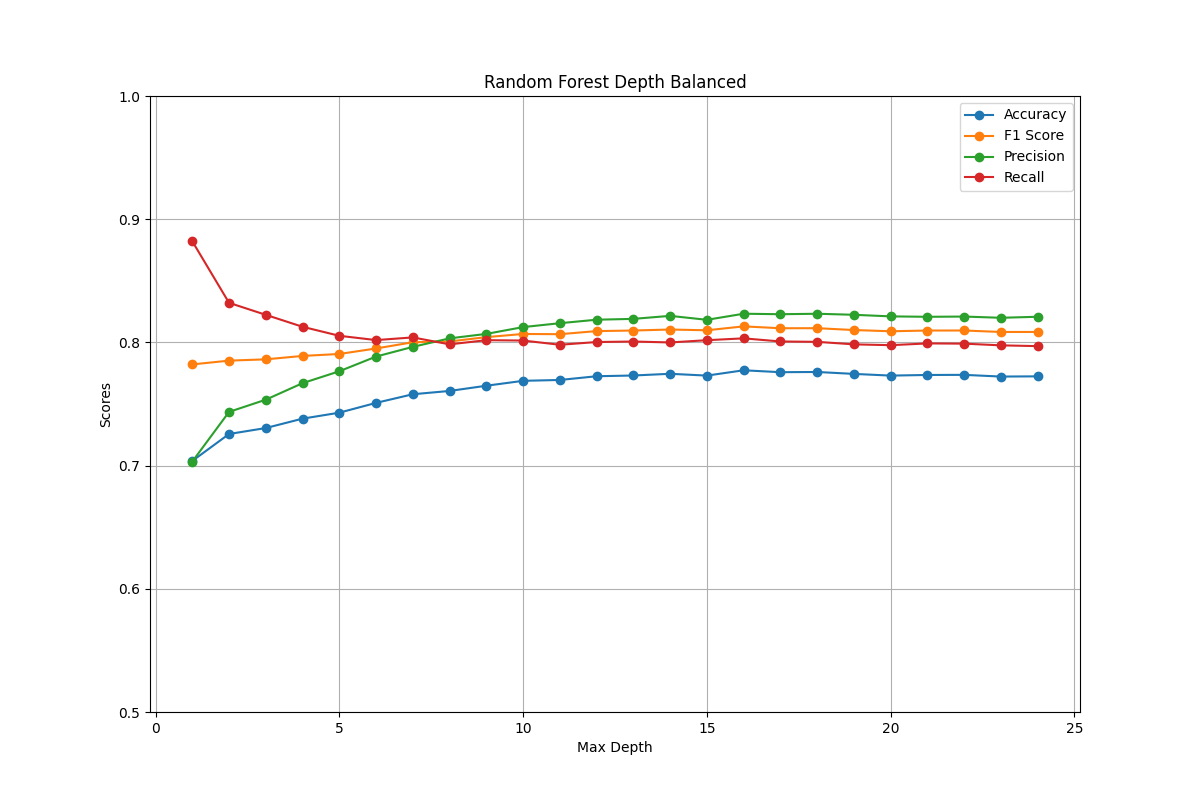 Random Forest Depth Balanced
1.0
0.9
0.8
0.7
0.6
0.5
Scores
0
5
10
15
20
25
Max Depth
Accuracy
F1 Score
Precision
Recall